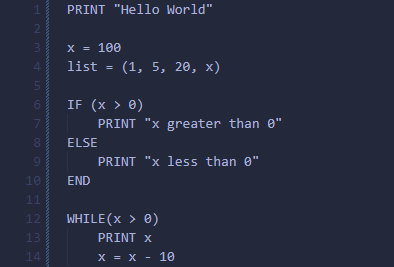 1 PRINT "Hello World"
2
3 x = 100
4 list = (1, 5, 20, x)
5
6 IF (x > 0)
7     PRINT "x greater than 0"
8 ELSE
9     PRINT "x less than 0"
10 END
11
12 WHILE(x > 0)
13     PRINT x
14     x = x - 10